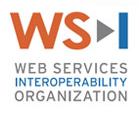 WS-I
WEB SERVICES
INTEROPERABILITY
ORGANIZATION